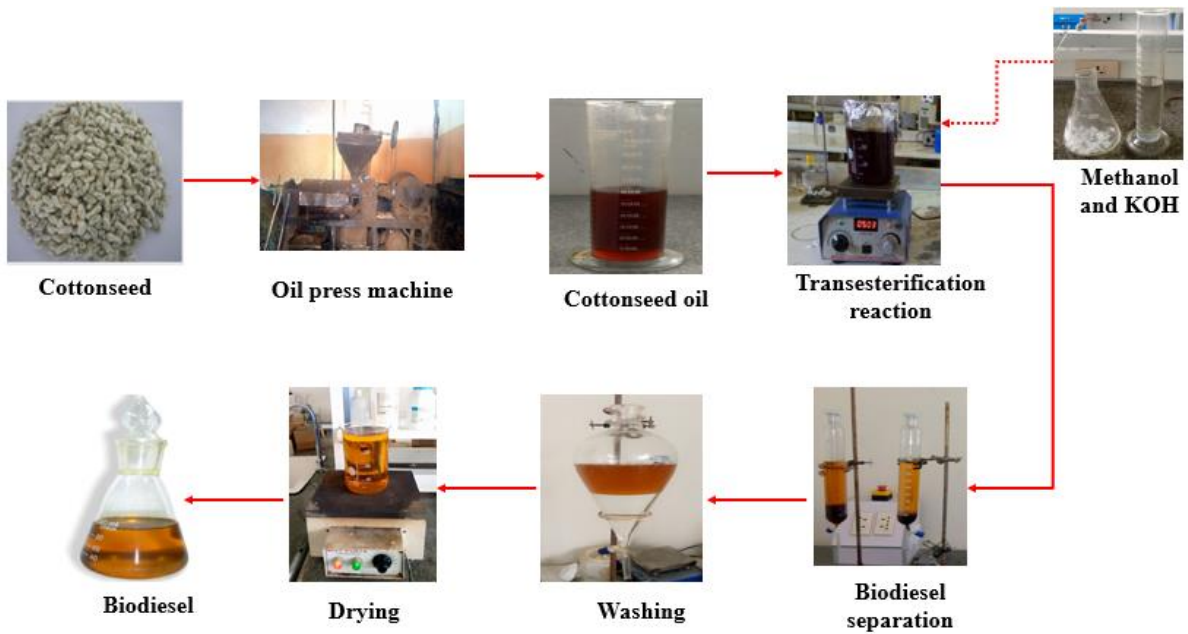 Methanol
and KOH
Cottonseed
Oil press machine
Cottonseed oil
Transesterification
reaction
Biodiesel
Drying
Washing
Biodiesel
separation